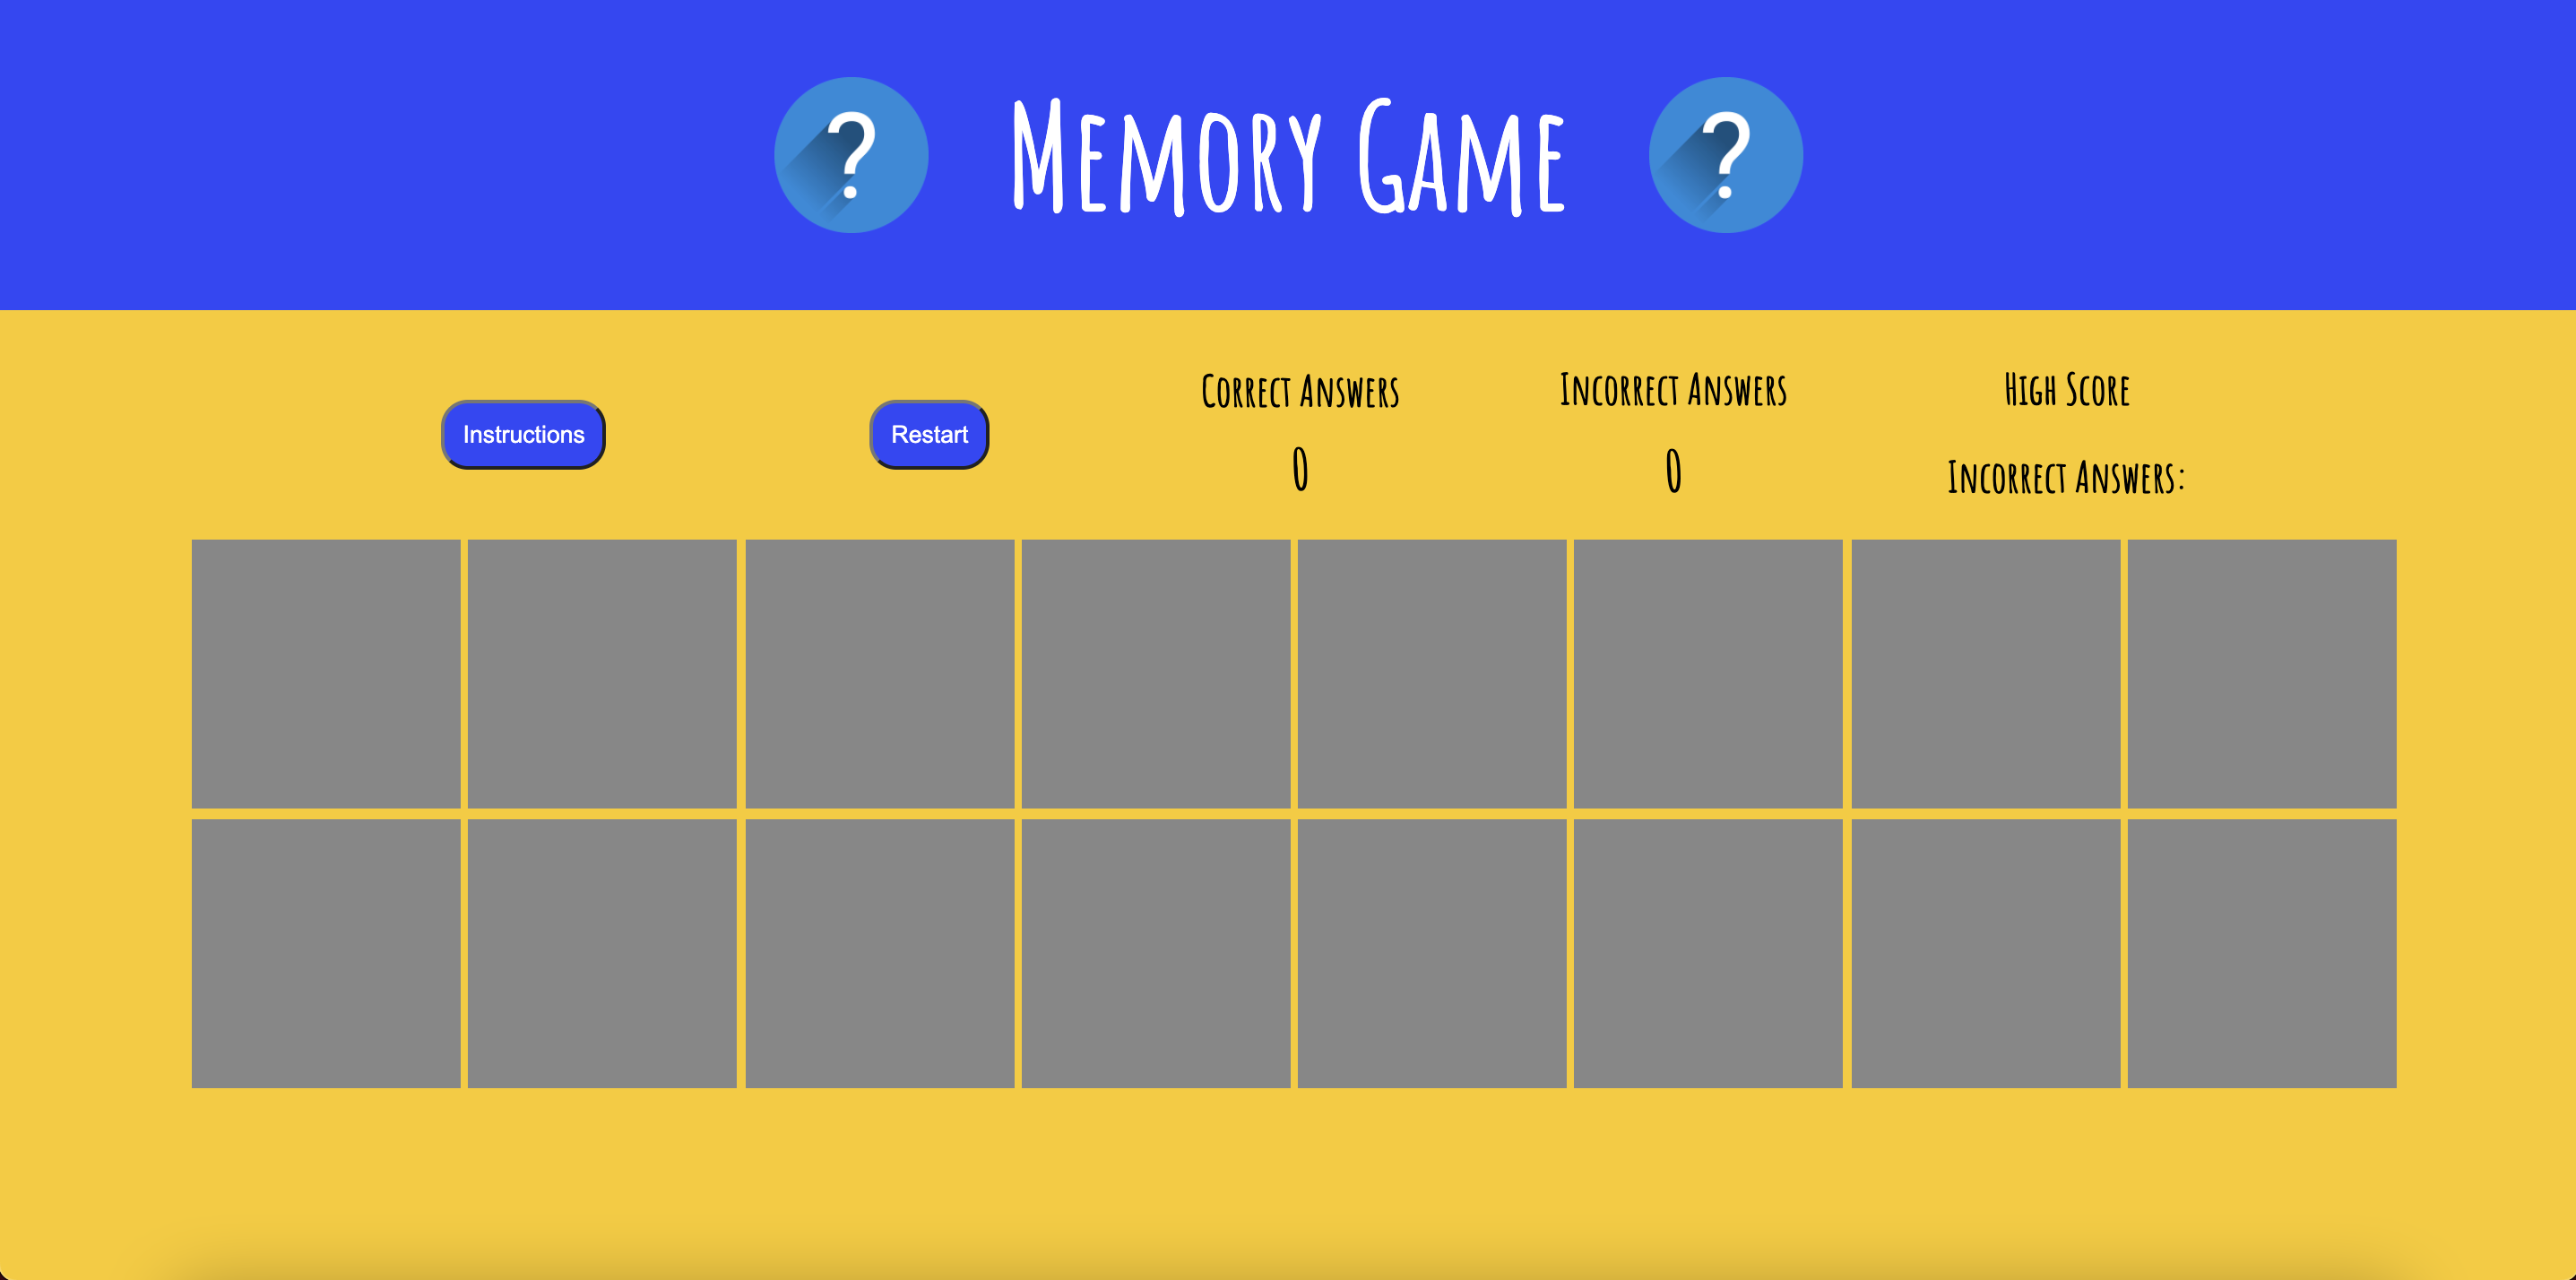 ? Memory Game ?
Instructions
Restart
Correct Answers
0
Incorrect Answers
0
High Score
Incorrect Answers: